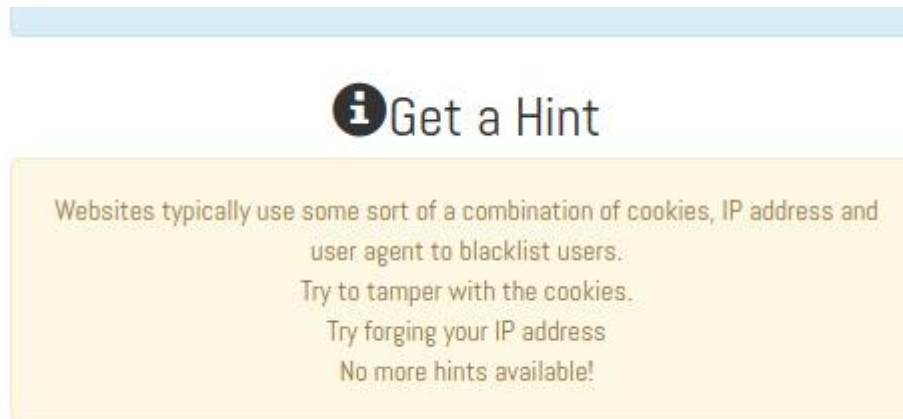 Get a Hint
Websites typically use some sort of a combination of cookies, IP address and
user agent to blacklist users.
Try to tamper with the cookies.
Try forging your IP address
No more hints available!